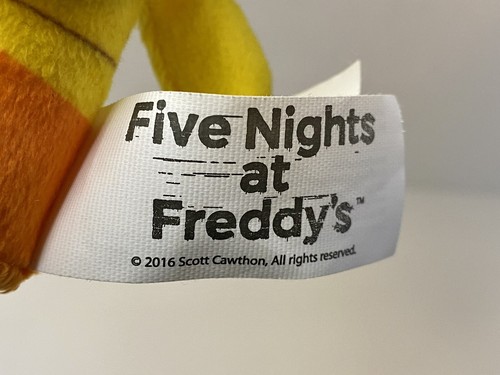 Five Nights
at
Freddy's™
© 2016 Scott Cawthon, All rights reserved.